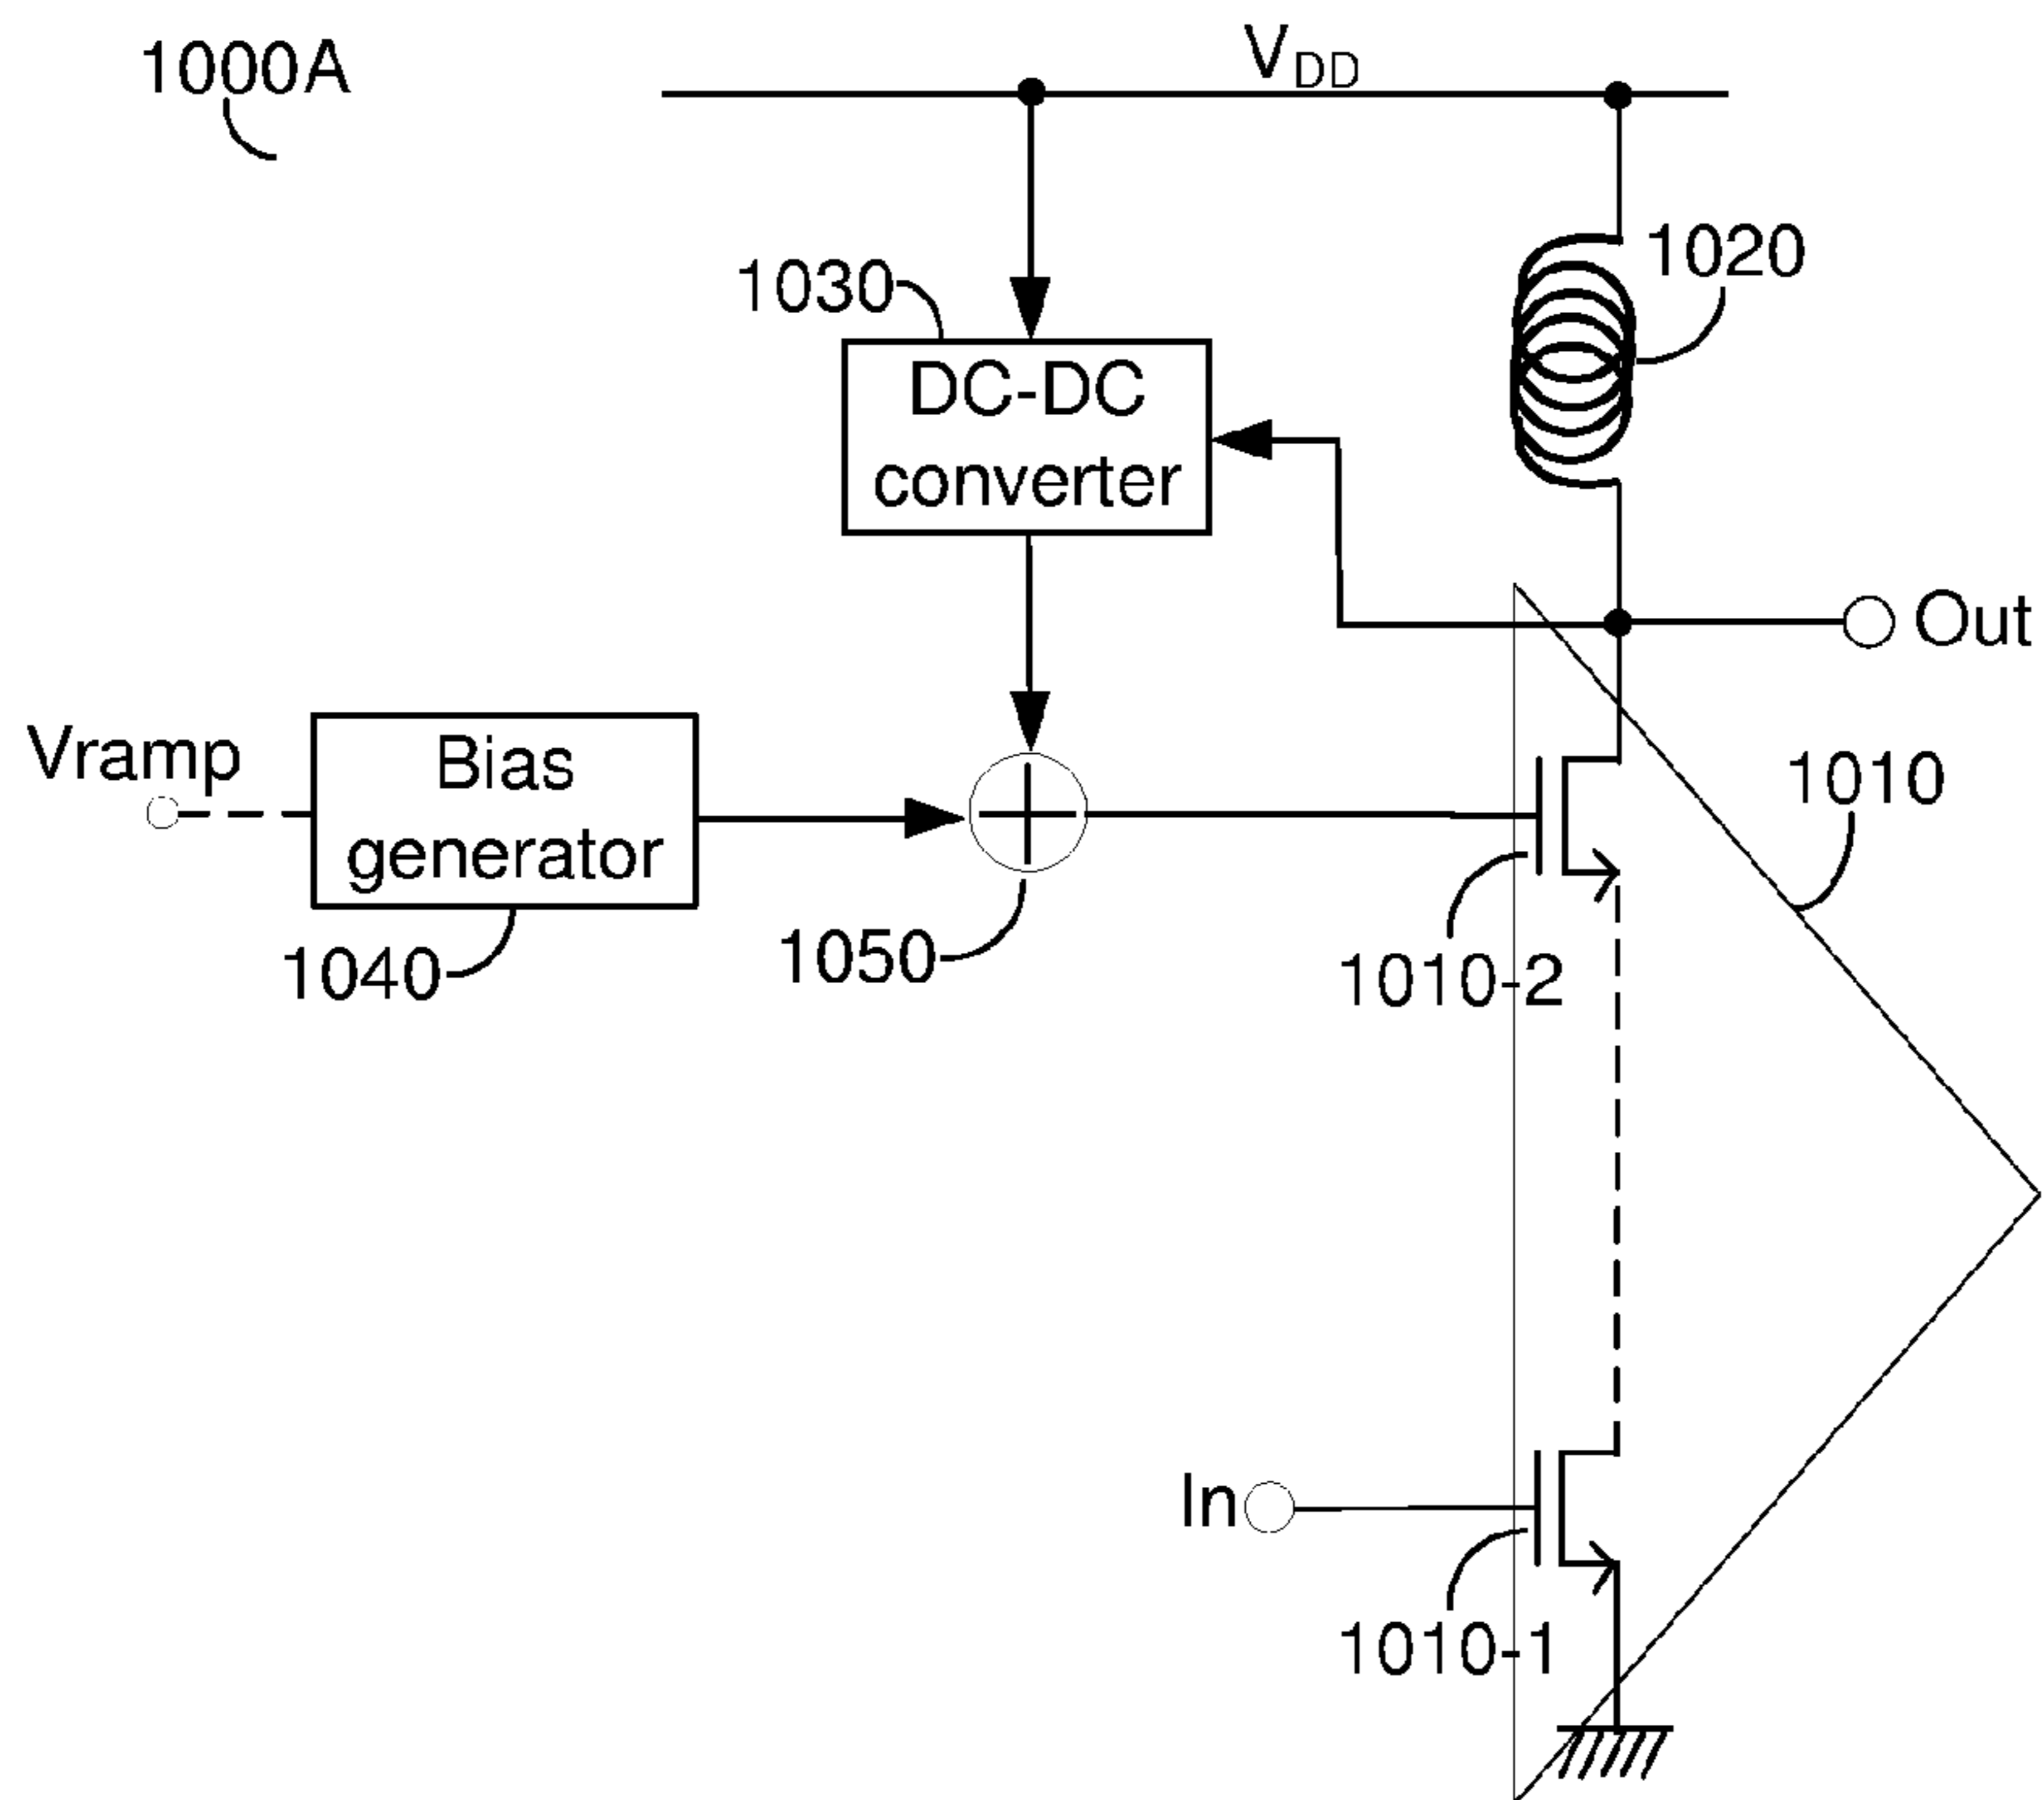 1000A
VDD
1020
1030
DC-DC
converter
Out
Vramp
Bias
generator
1010
1040
1050
1010-2
In
1010-1